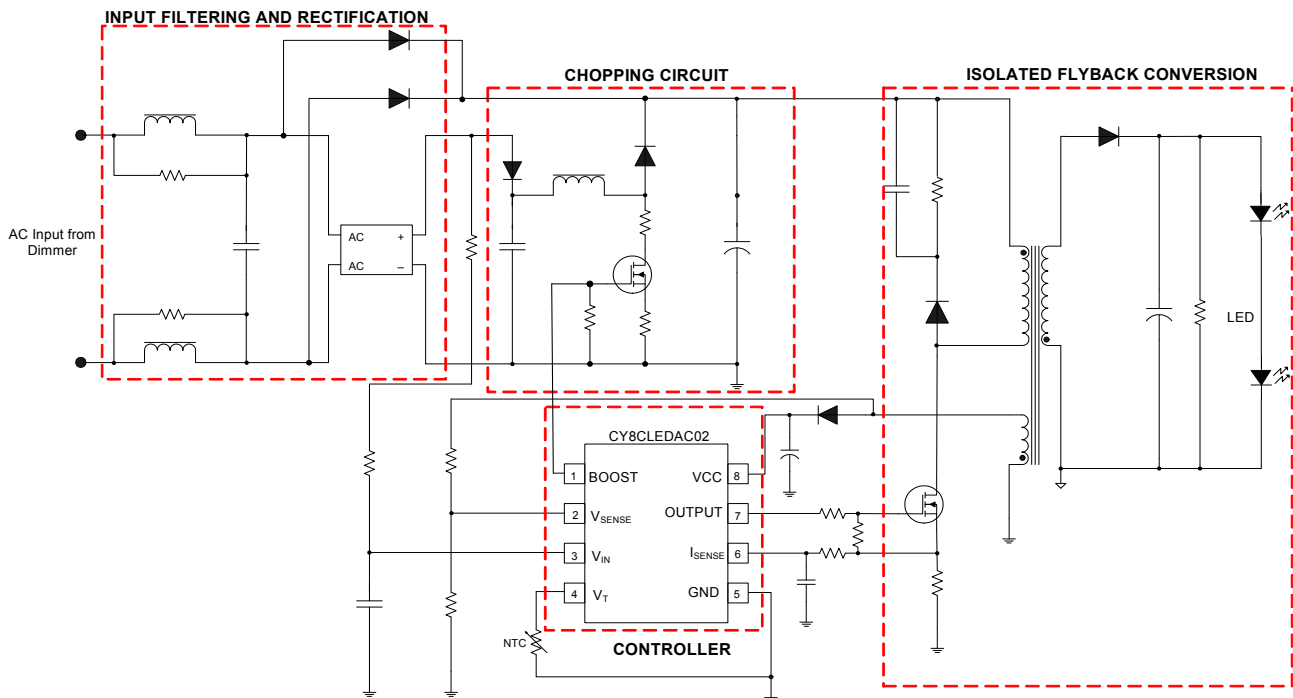 INPUT FILTERING AND RECTIFICATION
CHOPPING CIRCUIT
ISOLATED FLYBACK CONVERSION
AC Input from
Dimmer
AC +
AC –
LED
CY8CLEDAC02
1 BOOST
VCC 8
2 VSENSE
OUTPUT 7
3 VIN
ISENSE 6
4 VT
GND 5
NTC
CONTROLLER